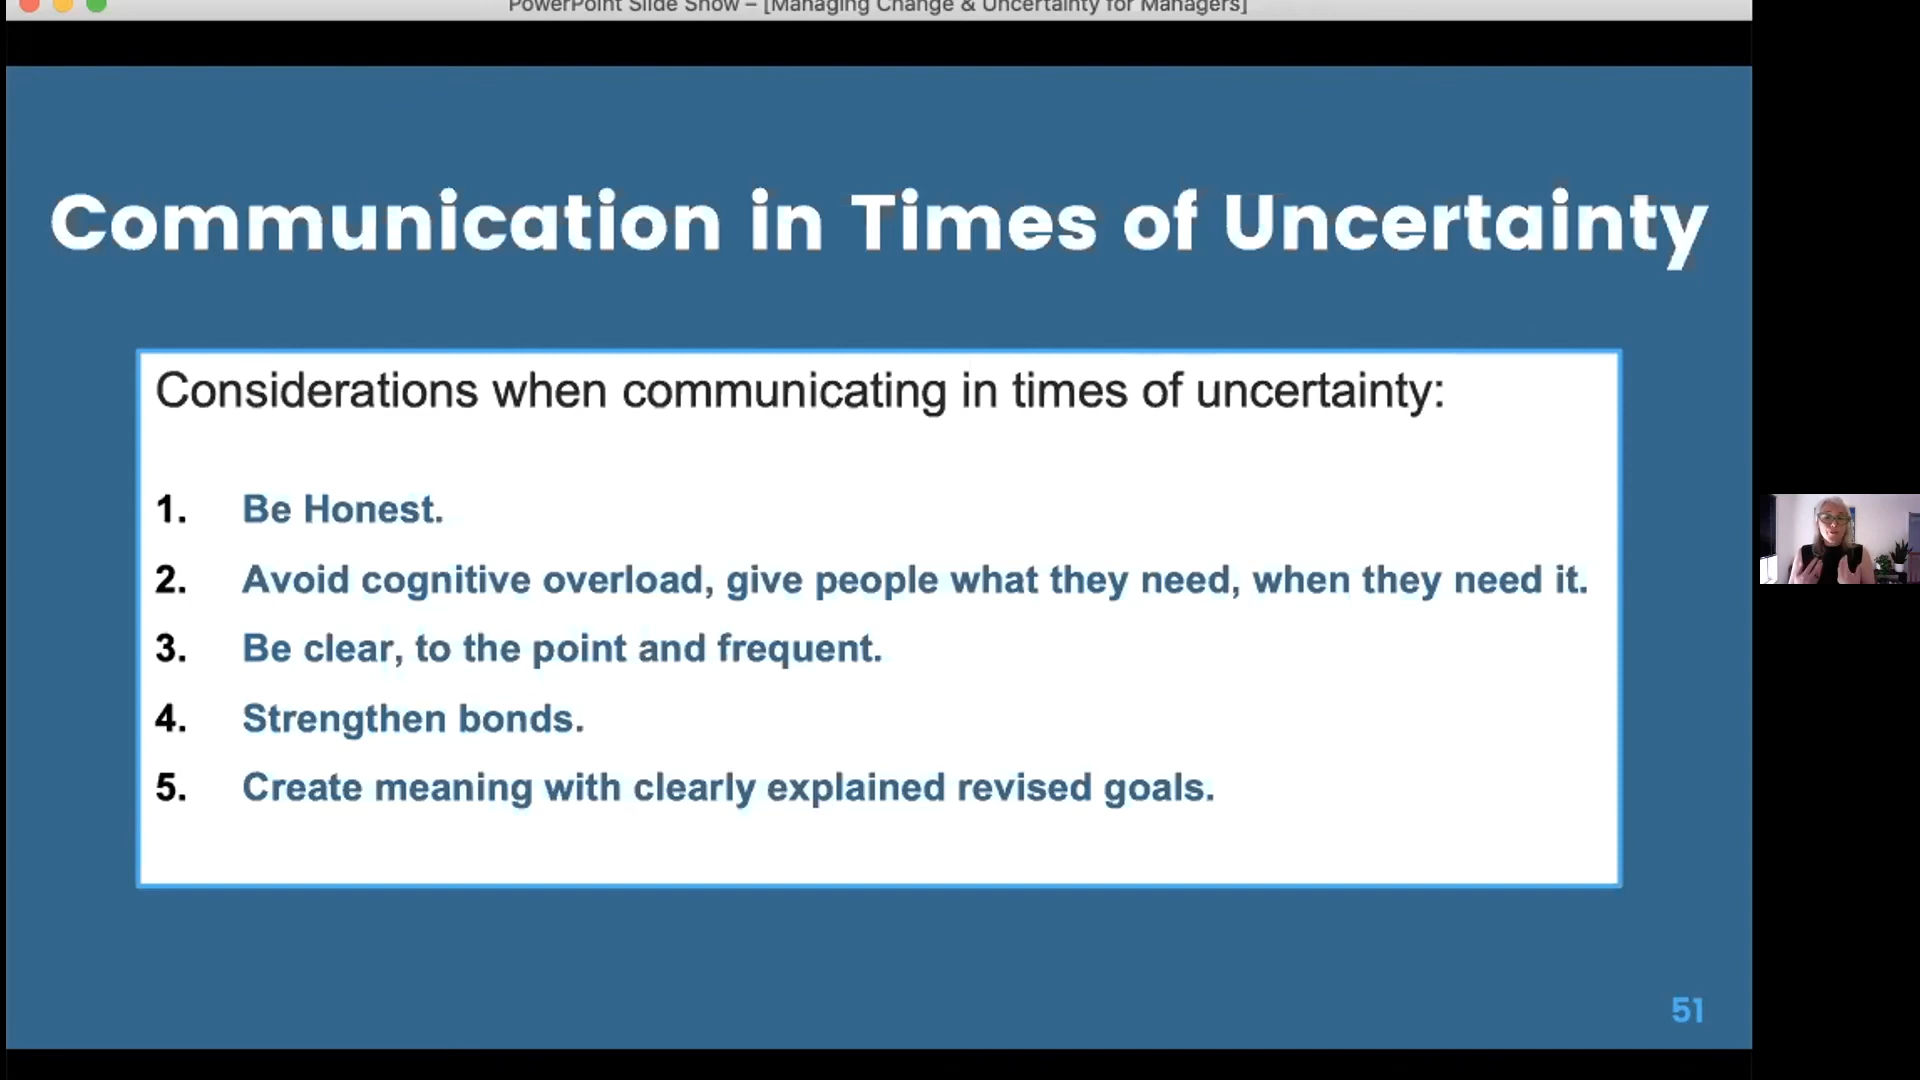 PowerPoint Slide Show – [Managing Change & Uncertainty for Managers]
Communication in Times of Uncertainty
Considerations when communicating in times of uncertainty:
1. Be Honest.
2. Avoid cognitive overload, give people what they need, when they need it.
3. Be clear, to the point and frequent.
4. Strengthen bonds.
5. Create meaning with clearly explained revised goals.
51